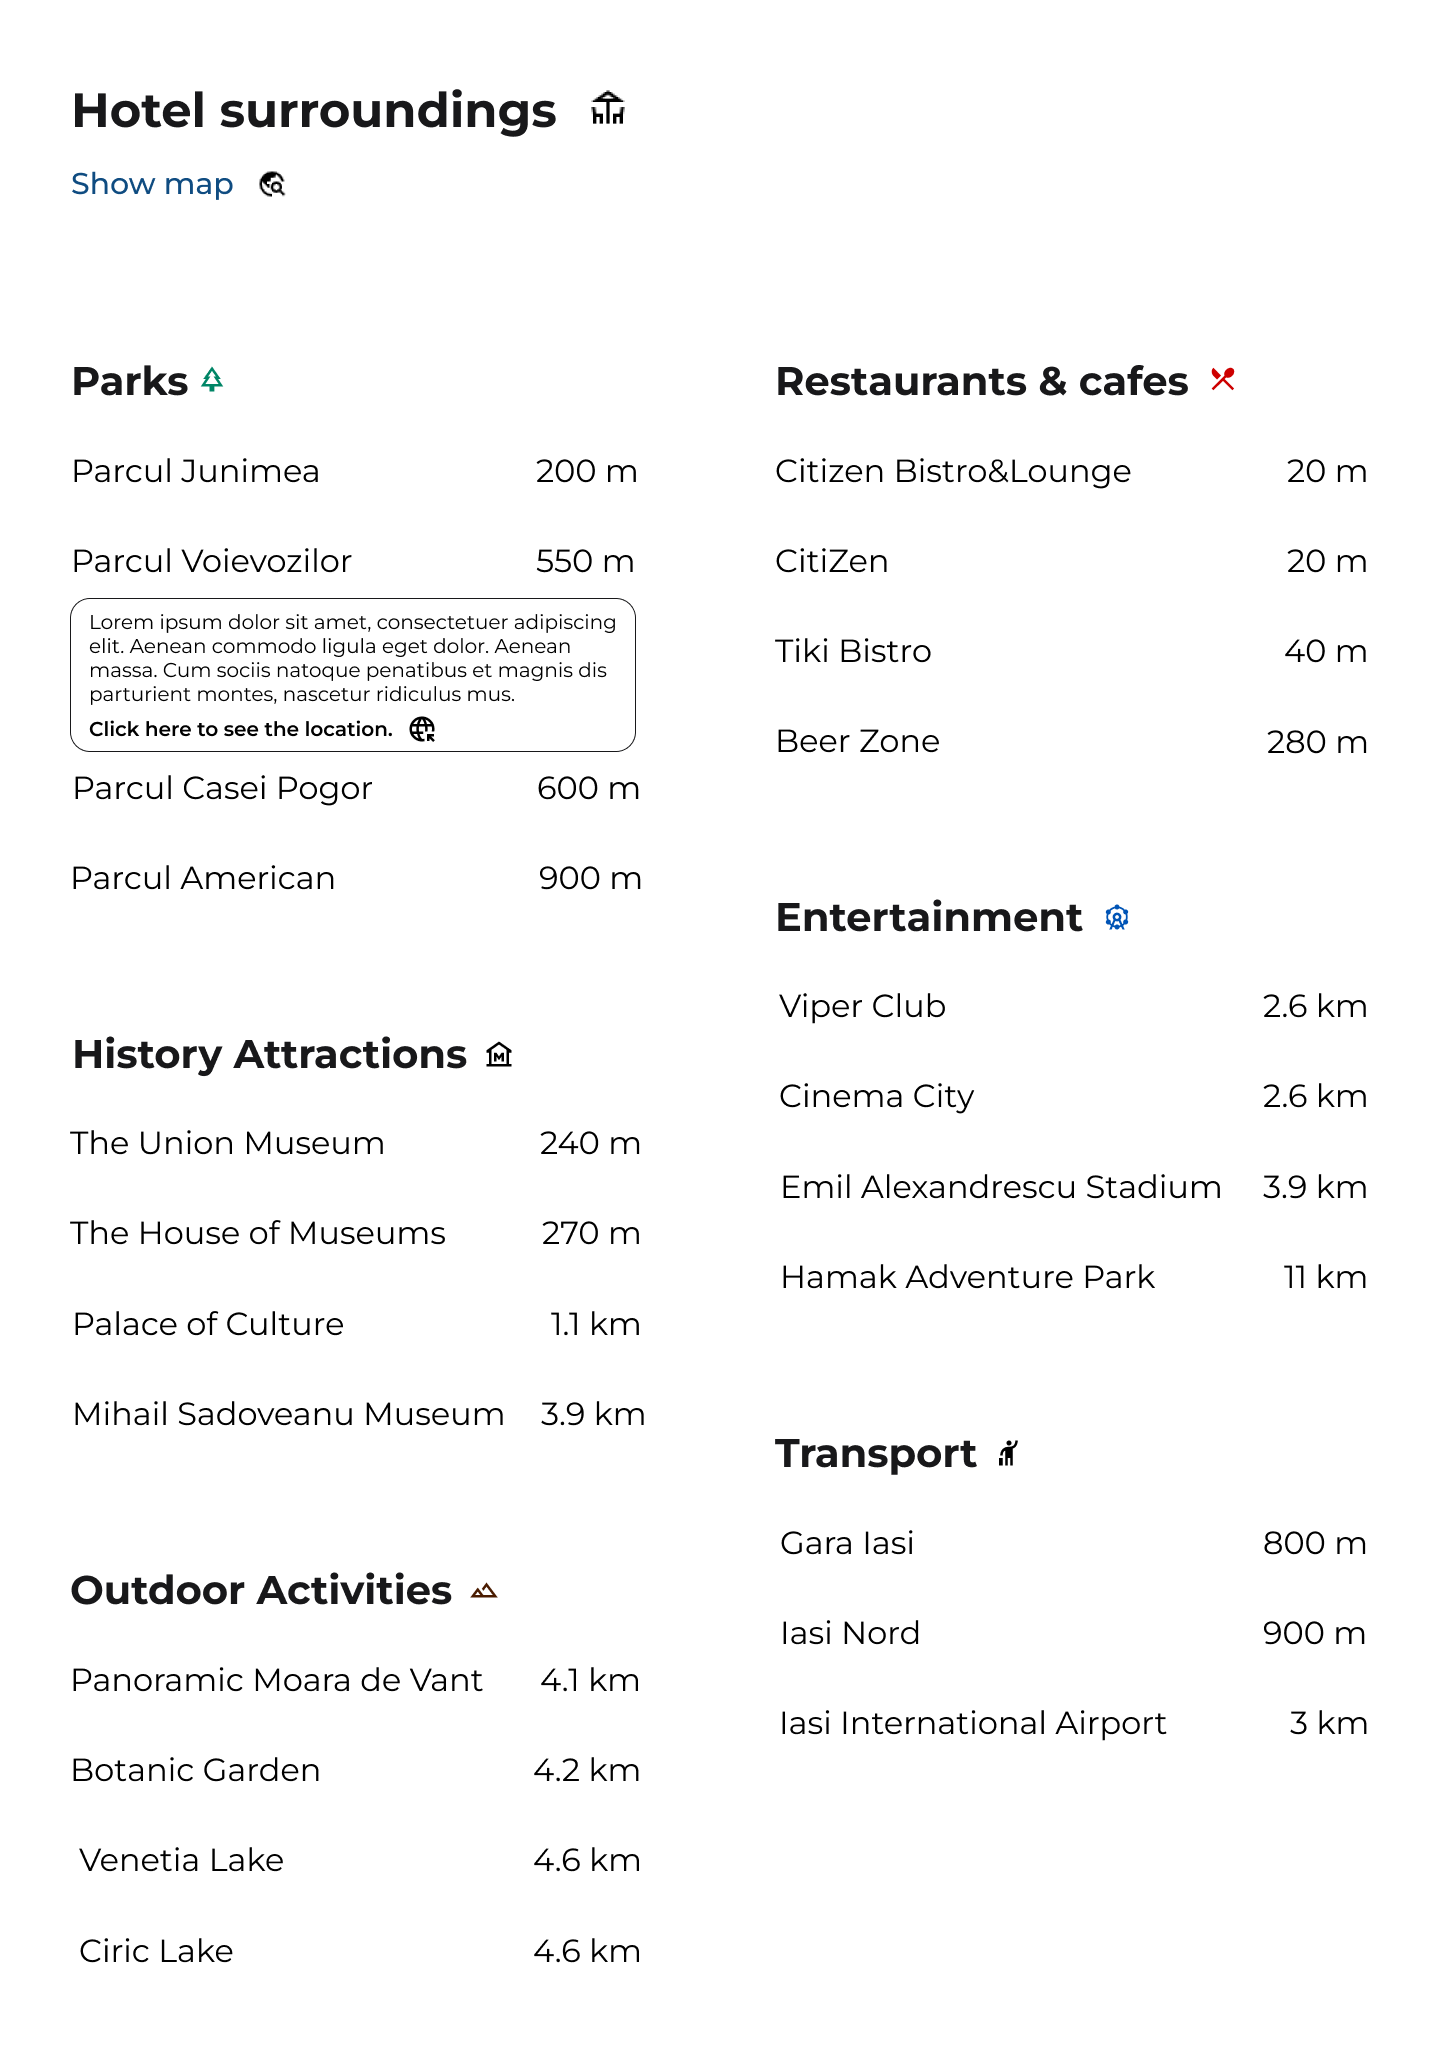 Hotel surroundings
Show map
Parks
Parcul Junimea 200 m
Parcul Voievozilor 550 m
Lorem ipsum dolor sit amet, consectetuer adipiscing
elit. Aenean commodo ligula eget dolor. Aenean
massa. Cum sociis natoque penatibus et magnis dis
parturient montes, nascetur ridiculus mus.
Click here to see the location.
Parcul Casei Pogor 600 m
Parcul American 900 m
History Attractions
The Union Museum 240 m
The House of Museums 270 m
Palace of Culture 1.1 km
Mihail Sadoveanu Museum 3.9 km
Outdoor Activities
Panoramic Moara de Vant 4.1 km
Botanic Garden 4.2 km
Venetia Lake 4.6 km
Ciric Lake 4.6 km
Restaurants & cafes
Citizen Bistro&Lounge 20 m
CitiZen 20 m
Tiki Bistro 40 m
Beer Zone 280 m
Entertainment
Viper Club 2.6 km
Cinema City 2.6 km
Emil Alexandrescu Stadium 3.9 km
Hamak Adventure Park 11 km
Transport
Gara Iasi 800 m
Iasi Nord 900 m
Iasi International Airport 3 km